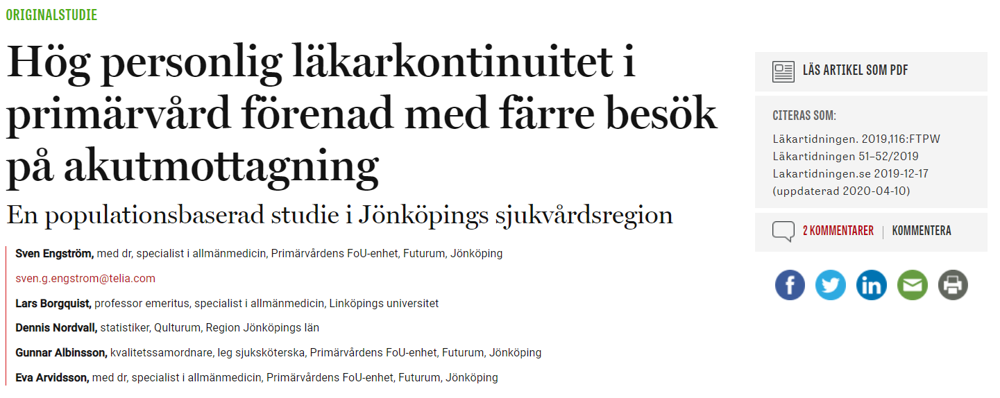 ORIGINALSTUDIE
Hög personlig läkarkontinuitet i
primärvård förenad med färre besök
på akutmottagning
En populationsbaserad studie i Jönköpings sjukvårdsregion
Sven Engström, med dr, specialist i allmänmedicin, Primärvårdens FoU-enhet, Futurum, Jönköping
sven.g.engstrom@telia.com
Lars Borgquist, professor emeritus, specialist i allmänmedicin, Linköpings universitet
Dennis Nordvall, statistiker, Qulturum, Region Jönköpings län
Gunnar Albinsson, kvalitetssamordnare, leg sjuksköterska, Primärvårdens FoU-enhet, Futurum, Jönköping
Eva Arvidsson, med dr, specialist i allmänmedicin, Primärvårdens FoU-enhet, Futurum, Jönköping
LÄS ARTIKEL SOM PDF
CITERAS SOM:
Läkartidningen. 2019,116:FTPW
Läkartidningen 51–52/2019
Lakartidningen.se 2019-12-17
(uppdaterad 2020-04-10)
2 KOMMENTARER | KOMMENTERA